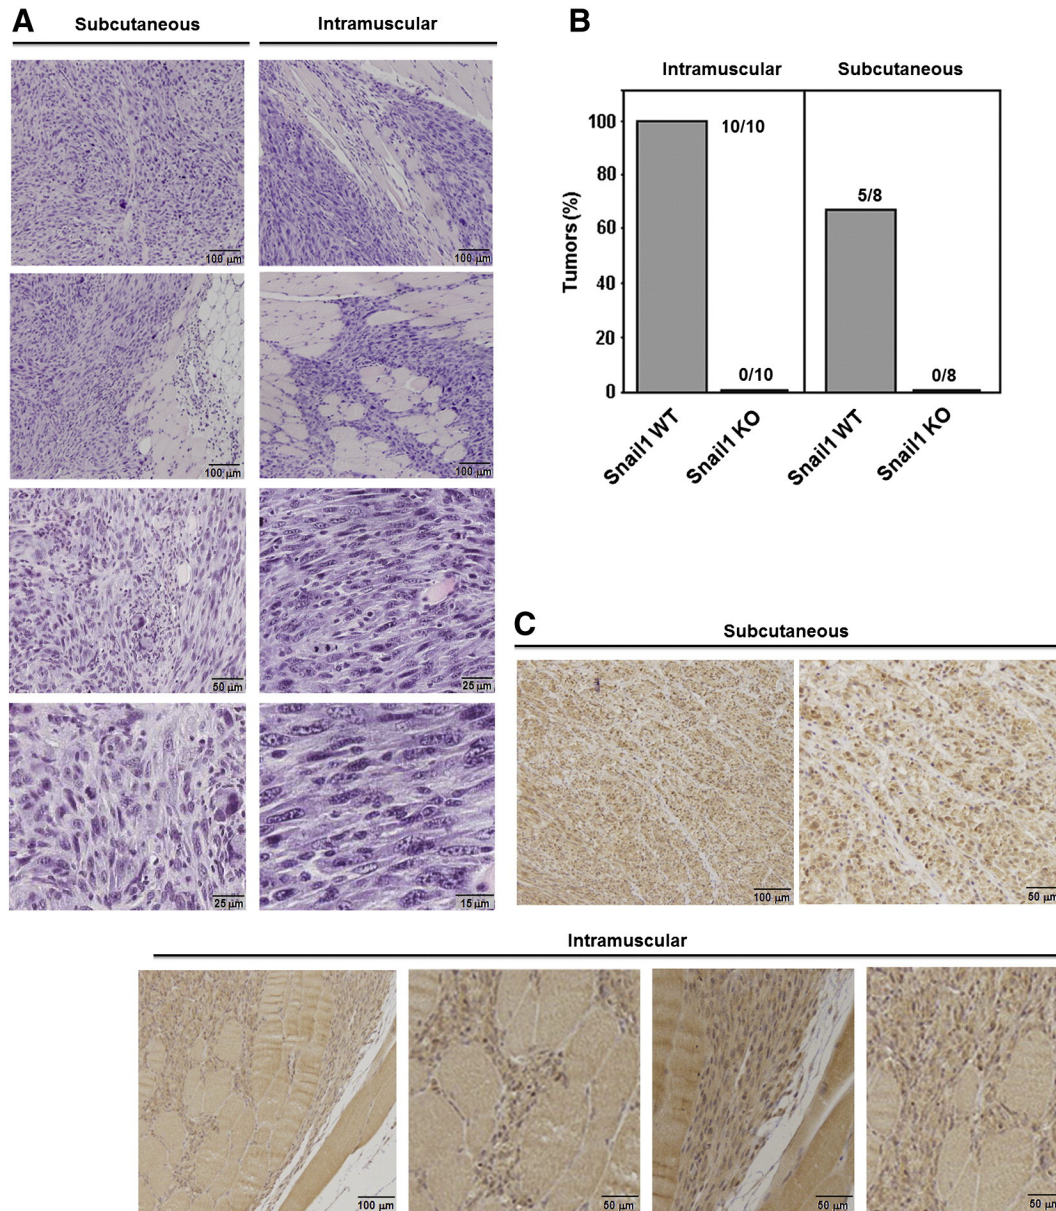 A
Subcutaneous Intramuscular
100 μm 100 μm
100 μm 100 μm
50 μm 25 μm
25 μm 15 μm
B
Intramuscular Subcutaneous
Tumors (%)
100
80
60
40
20
0
10/10
0/10
5/8
0/8
Snail1 WT
Snail1 KO
Snail1 WT
Snail1 KO
C
Subcutaneous
100 μm 50 μm
Intramuscular
100 μm 50 μm 50 μm 50 μm